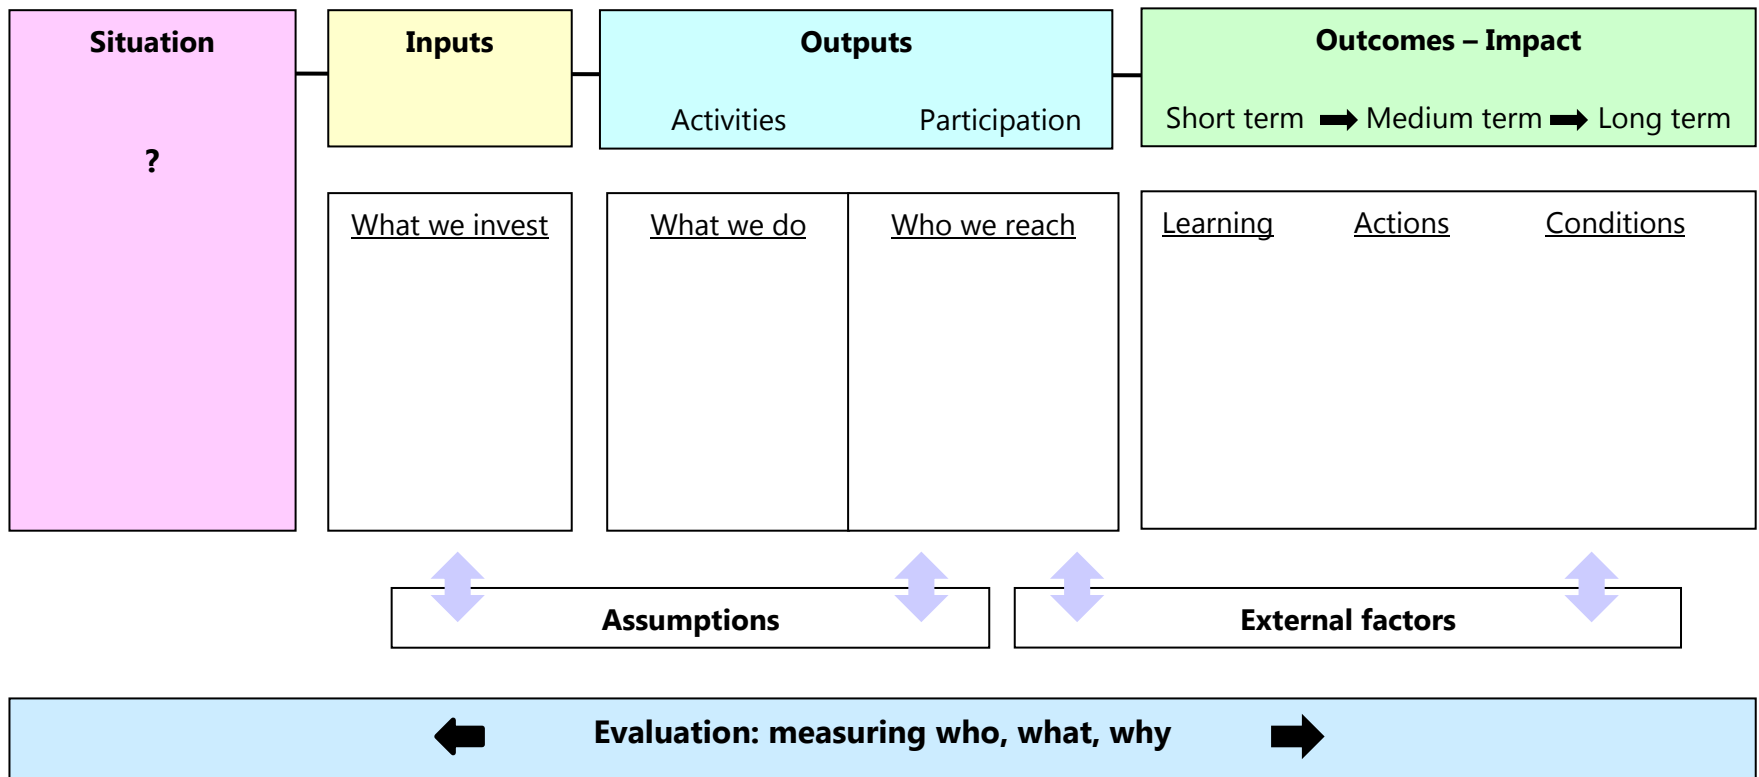 Situation
?
Inputs
Outputs
Activities Participation
Outcomes – Impact
Short term Medium term Long term
What we invest
What we do
Who we reach
Learning Actions Conditions
Assumptions
External factors
Evaluation: measuring who, what, why